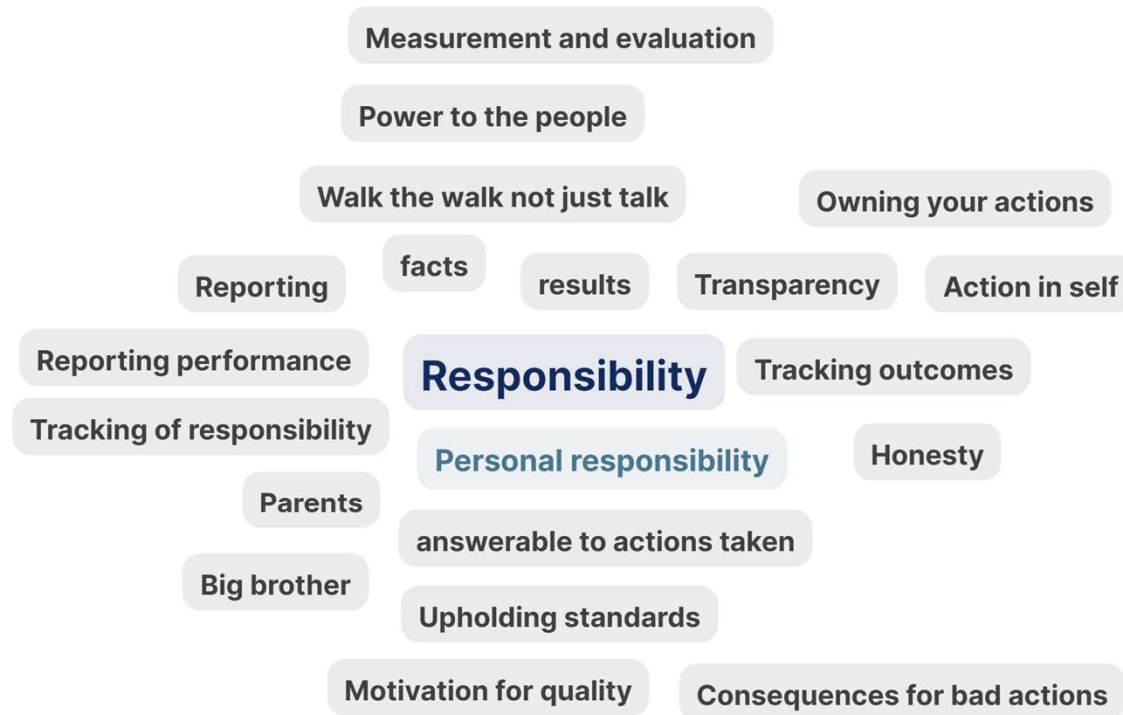 Measurement and evaluation
Power to the people
Walk the walk not just talk
Owning your actions
facts
Reporting
results
Transparency
Action in self
Reporting performance
Responsibility
Tracking outcomes
Tracking of responsibility
Personal responsibility
Honesty
Parents
answerable to actions taken
Big brother
Upholding standards
Motivation for quality
Consequences for bad actions